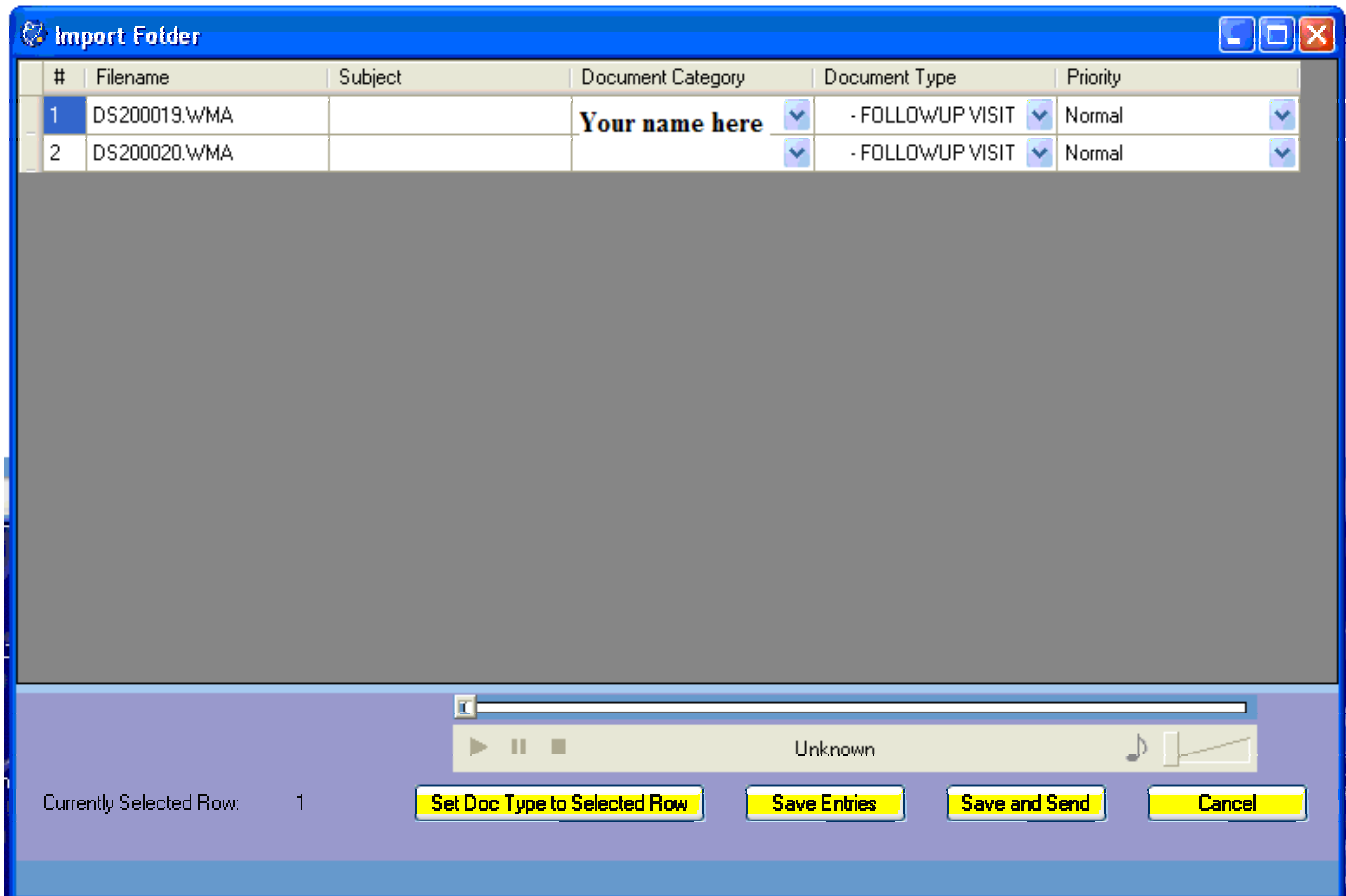 Import Folder
# Filename Subject Document Category Document Type Priority
1 DS200019.WMA Your name here - FOLLOWUP VISIT Normal
2 DS200020.WMA - FOLLOWUP VISIT Normal
Unknown
Currently Selected Row: 1 Set Doc Type to Selected Row Save Entries Save and Send Cancel